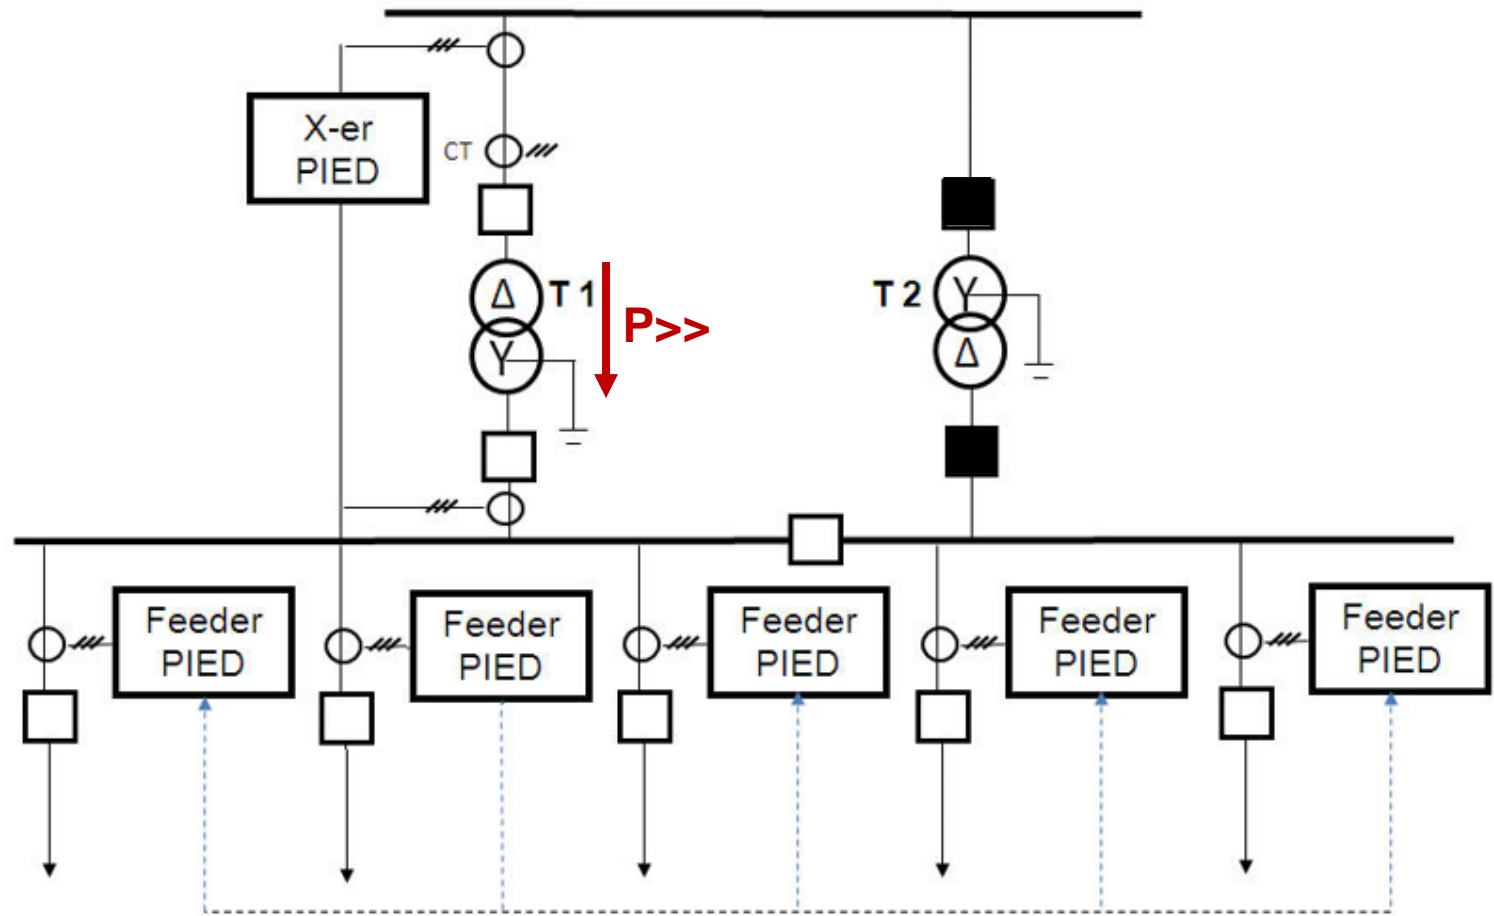 X-er
PIED
CT
Δ
T 1
P>>
Y
T 2
Y
Δ
Feeder
PIED
Feeder
PIED
Feeder
PIED
Feeder
PIED
Feeder
PIED